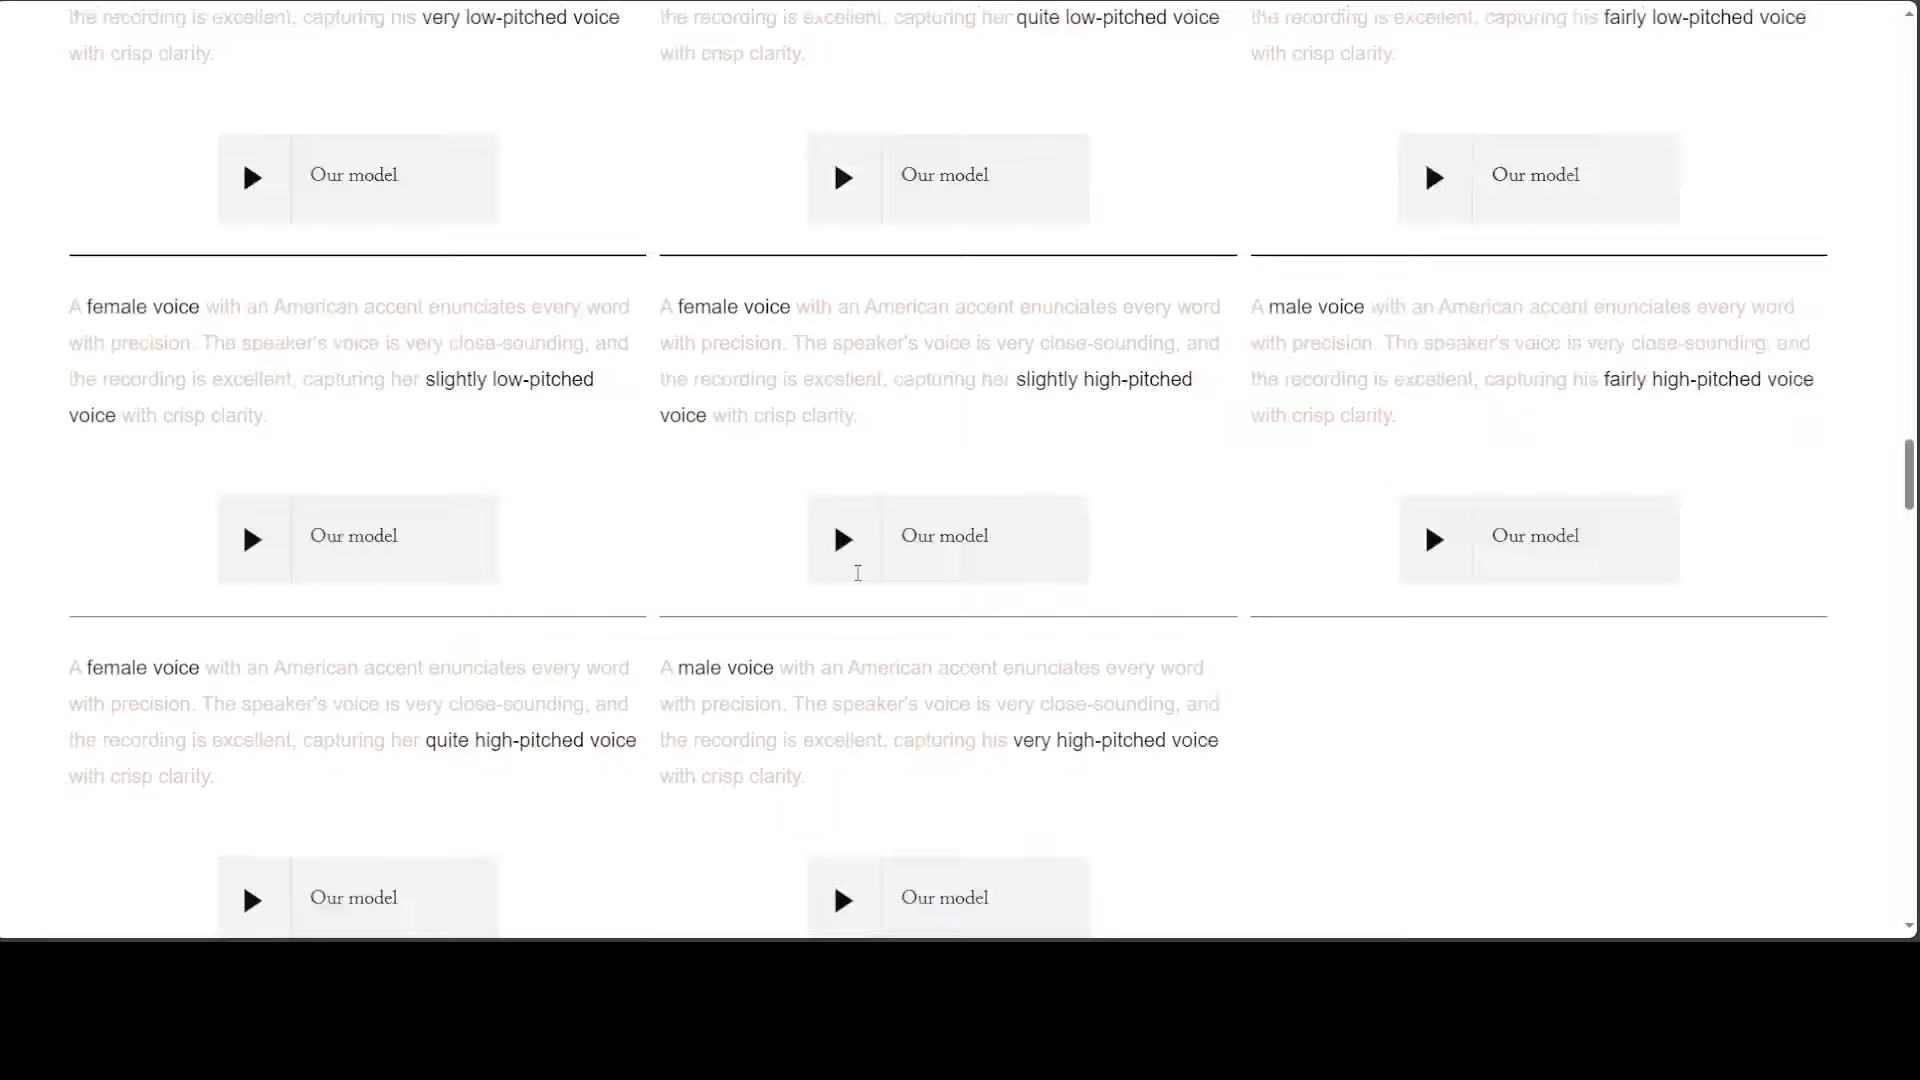 the recording is excellent, capturing his very low-pitched voice
with crisp clarity.
the recording is excellent, capturing her quite low-pitched voice
with crisp clarity.
the recording is excellent, capturing his fairly low-pitched voice
with crisp clarity.
Our model
Our model
Our model
A female voice with an American accent enunciates every word
with precision. The speaker's voice is very close-sounding, and
the recording is excellent, capturing her slightly low-pitched
voice with crisp clarity.
A female voice with an American accent enunciates every word
with precision. The speaker's voice is very close-sounding, and
the recording is excellent, capturing her slightly high-pitched
voice with crisp clarity.
A male voice with an American accent enunciates every word
with precision. The speaker's voice is very close-sounding, and
the recording is excellent, capturing his fairly high-pitched voice
with crisp clarity.
Our model
Our model
Our model
A female voice with an American accent enunciates every word
with precision. The speaker's voice is very close-sounding, and
the recording is excellent, capturing her quite high-pitched voice
with crisp clarity.
A male voice with an American accent enunciates every word
with precision. The speaker's voice is very close-sounding, and
the recording is excellent, capturing his very high-pitched voice
with crisp clarity.
Our model
Our model